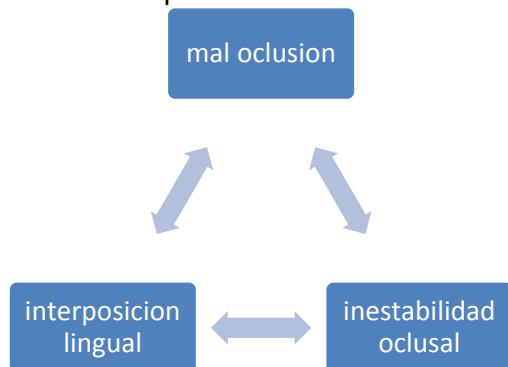 mal oclusion
interposicion
lingual
inestabilidad
oclusal